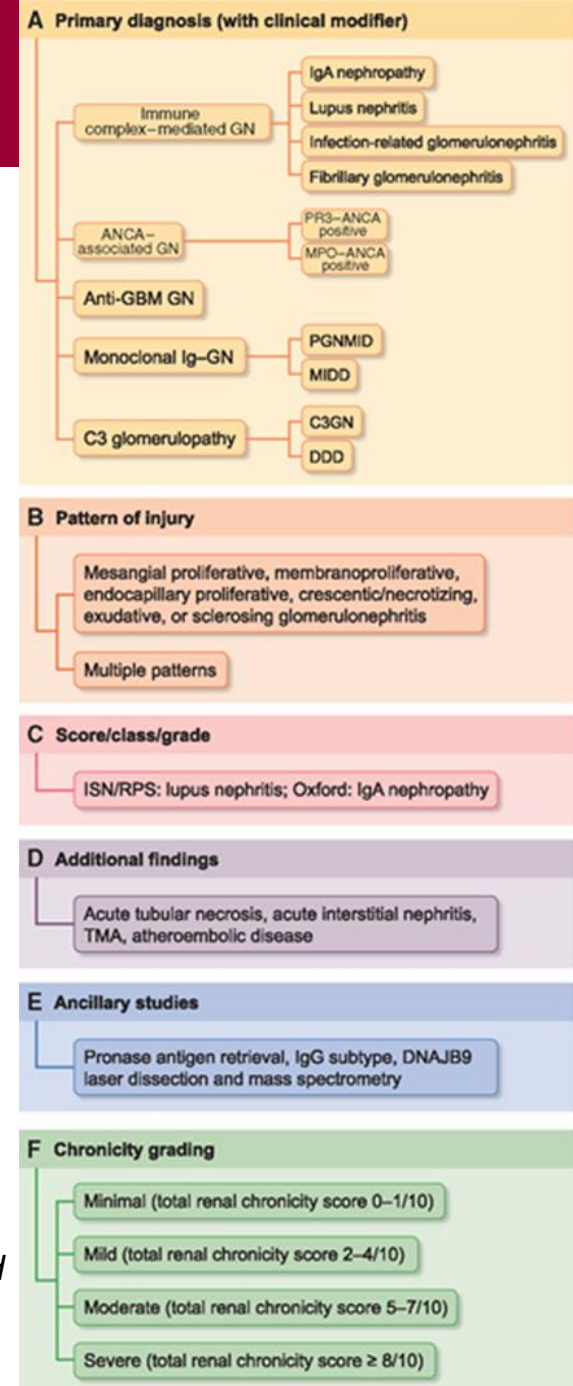 A Primary diagnosis (with clinical modifier)
Immune
complex–mediated GN
IgA nephropathy
Lupus nephritis
Infection-related glomerulonephritis
Fibrillary glomerulonephritis
ANCA–
associated GN
PR3–ANCA
positive
MPO–ANCA
positive
Anti-GBM GN
Monoclonal Ig–GN
PGNMID
MIDD
C3 glomerulopathy
C3GN
DDD
B Pattern of injury
Mesangial proliferative, membranoproliferative,
endocapillary proliferative, crescentic/necrotizing,
exudative, or sclerosing glomerulonephritis
Multiple patterns
C Score/class/grade
ISN/RPS: lupus nephritis; Oxford: IgA nephropathy
D Additional findings
Acute tubular necrosis, acute interstitial nephritis,
TMA, atheroembolic disease
E Ancillary studies
Pronase antigen retrieval, IgG subtype, DNAJB9
laser dissection and mass spectrometry
F Chronicity grading
Minimal (total renal chronicity score 0–1/10)
Mild (total renal chronicity score 2–4/10)
Moderate (total renal chronicity score 5–7/10)
Severe (total renal chronicity score ≥ 8/10)